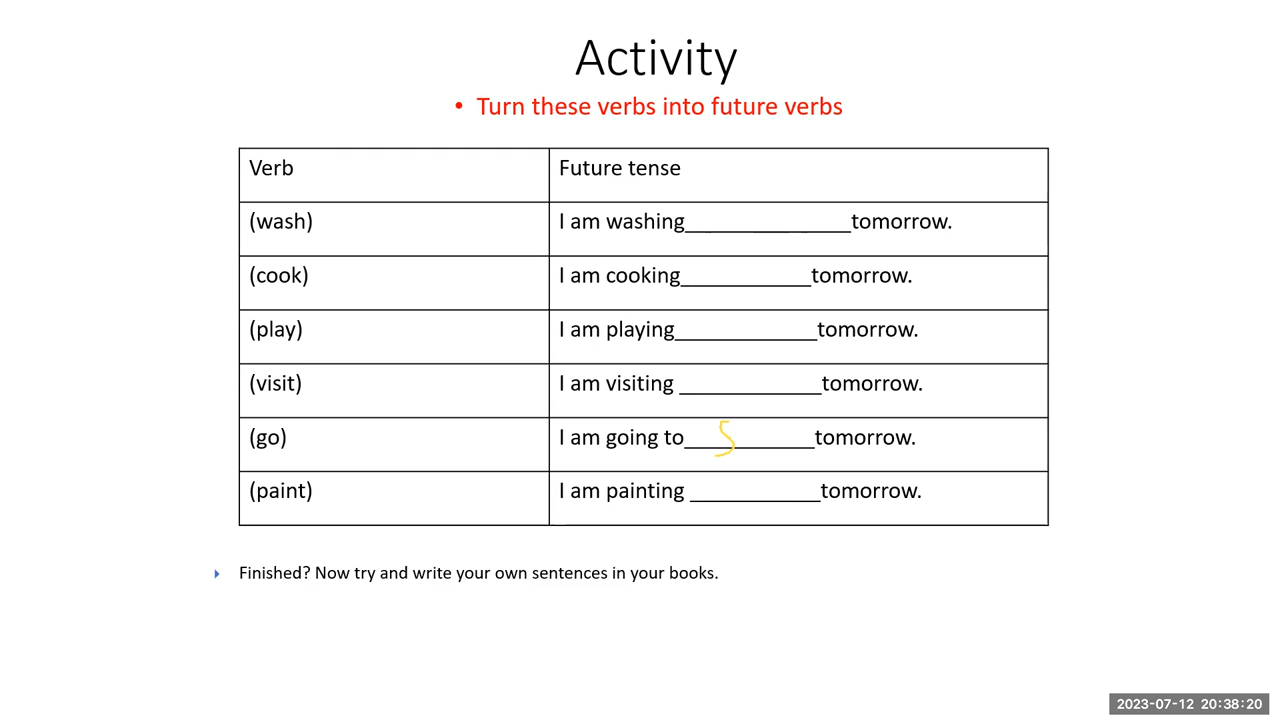 Activity
• Turn these verbs into future verbs
Verb Future tense
(wash) I am washing_______________tomorrow.
(cook) I am cooking____________tomorrow.
(play) I am playing_____________tomorrow.
(visit) I am visiting _____________tomorrow.
(go) I am going to___S_________tomorrow.
(paint) I am painting ____________tomorrow.
Finished? Now try and write your own sentences in your books.
2023-07-12 20:38:20